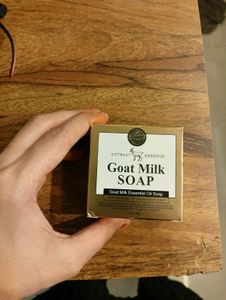 EXTRACT ESSENCE
Goat Milk
SOAP
Goat Milk Essential Oil Soap